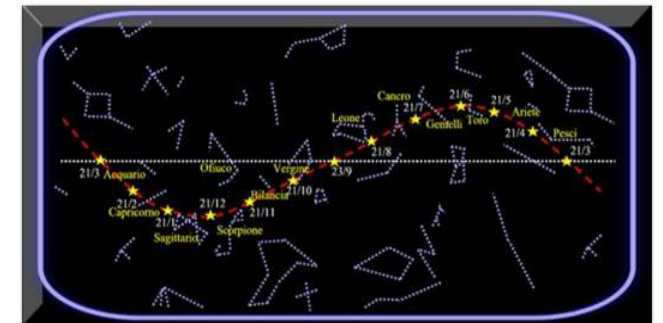 21/6
Cancro
21/7
21/5
Leone
Gemelli
Toro
Ariete
21/4
Pesci
21/8
21/3
Acquario
Ofiuco
Vergine
23/9
21/3
21/2
Bilancia
21/10
Capricorno
21/1
21/12
21/11
Sagittario
Scorpione